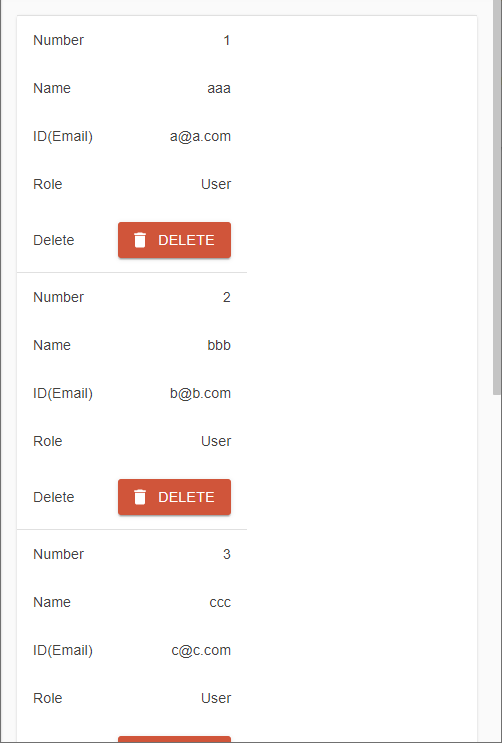 Number 1
Name aaa
ID(Email) a@a.com
Role User
Delete DELETE
Number 2
Name bbb
ID(Email) b@b.com
Role User
Delete DELETE
Number 3
Name ccc
ID(Email) c@c.com
Role User